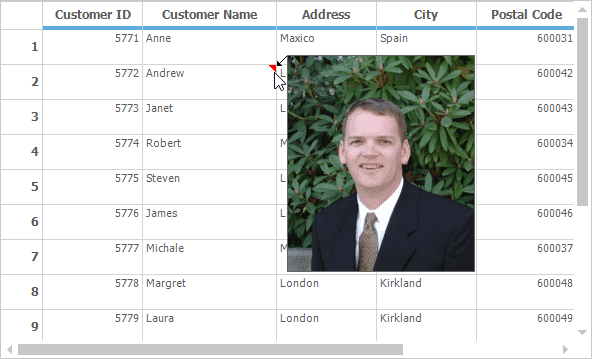 Customer ID Customer Name Address City Postal Code
1 5771 Anne Maxico Spain 600031
2 5772 Andrew L 600042
3 5773 Janet L 600043
4 5774 Robert M 600034
5 5775 Steven L 600045
6 5776 James L 600046
7 5777 Michale M 600037
8 5778 Margret London Kirkland 600048
9 5779 Laura London Kirkland 600049